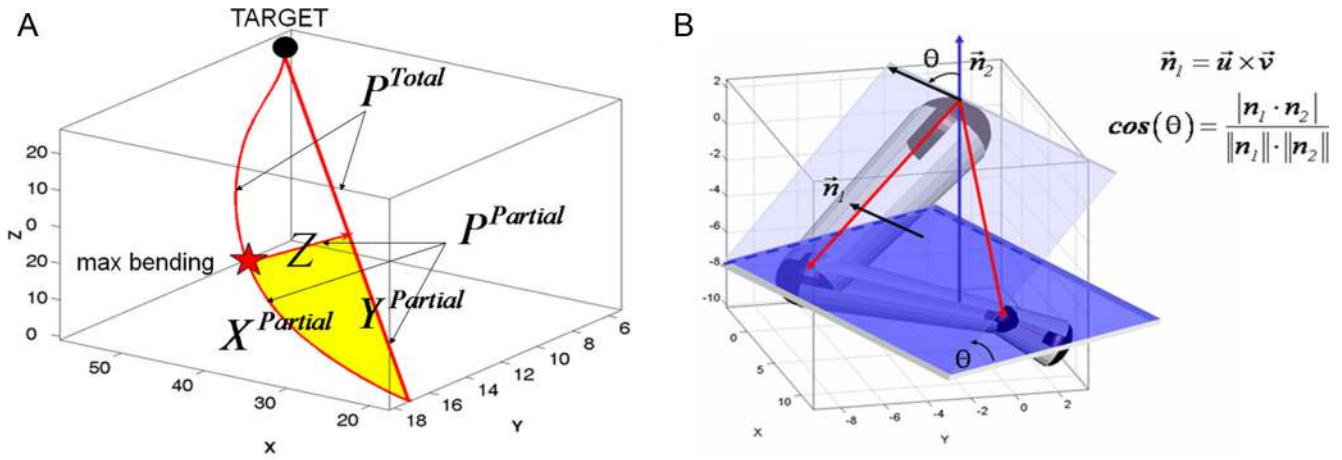 A
TARGET
P^Total
P^Partial
Z
max bending
Y^Partial
X^Partial
20
10
0
Z
20
10
0
50
40
30
20
X
18
16
14
12
10
8
6
Y
B
θ
n⃗₂
n⃗₁ = u⃗ × v⃗
cos(θ) = |n₁ · n₂| / ‖n₁‖ · ‖n₂‖
n⃗₁
θ
2
0
-2
-4
-6
-8
-10
0
5
10
X
-8
-6
-4
-2
0
2
Y